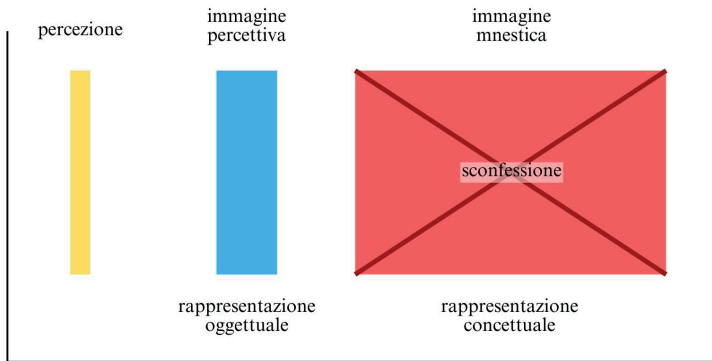 percezione
immagine
percettiva
immagine
mnestica
sconfessione
rappresentazione
oggettuale
rappresentazione
concettuale